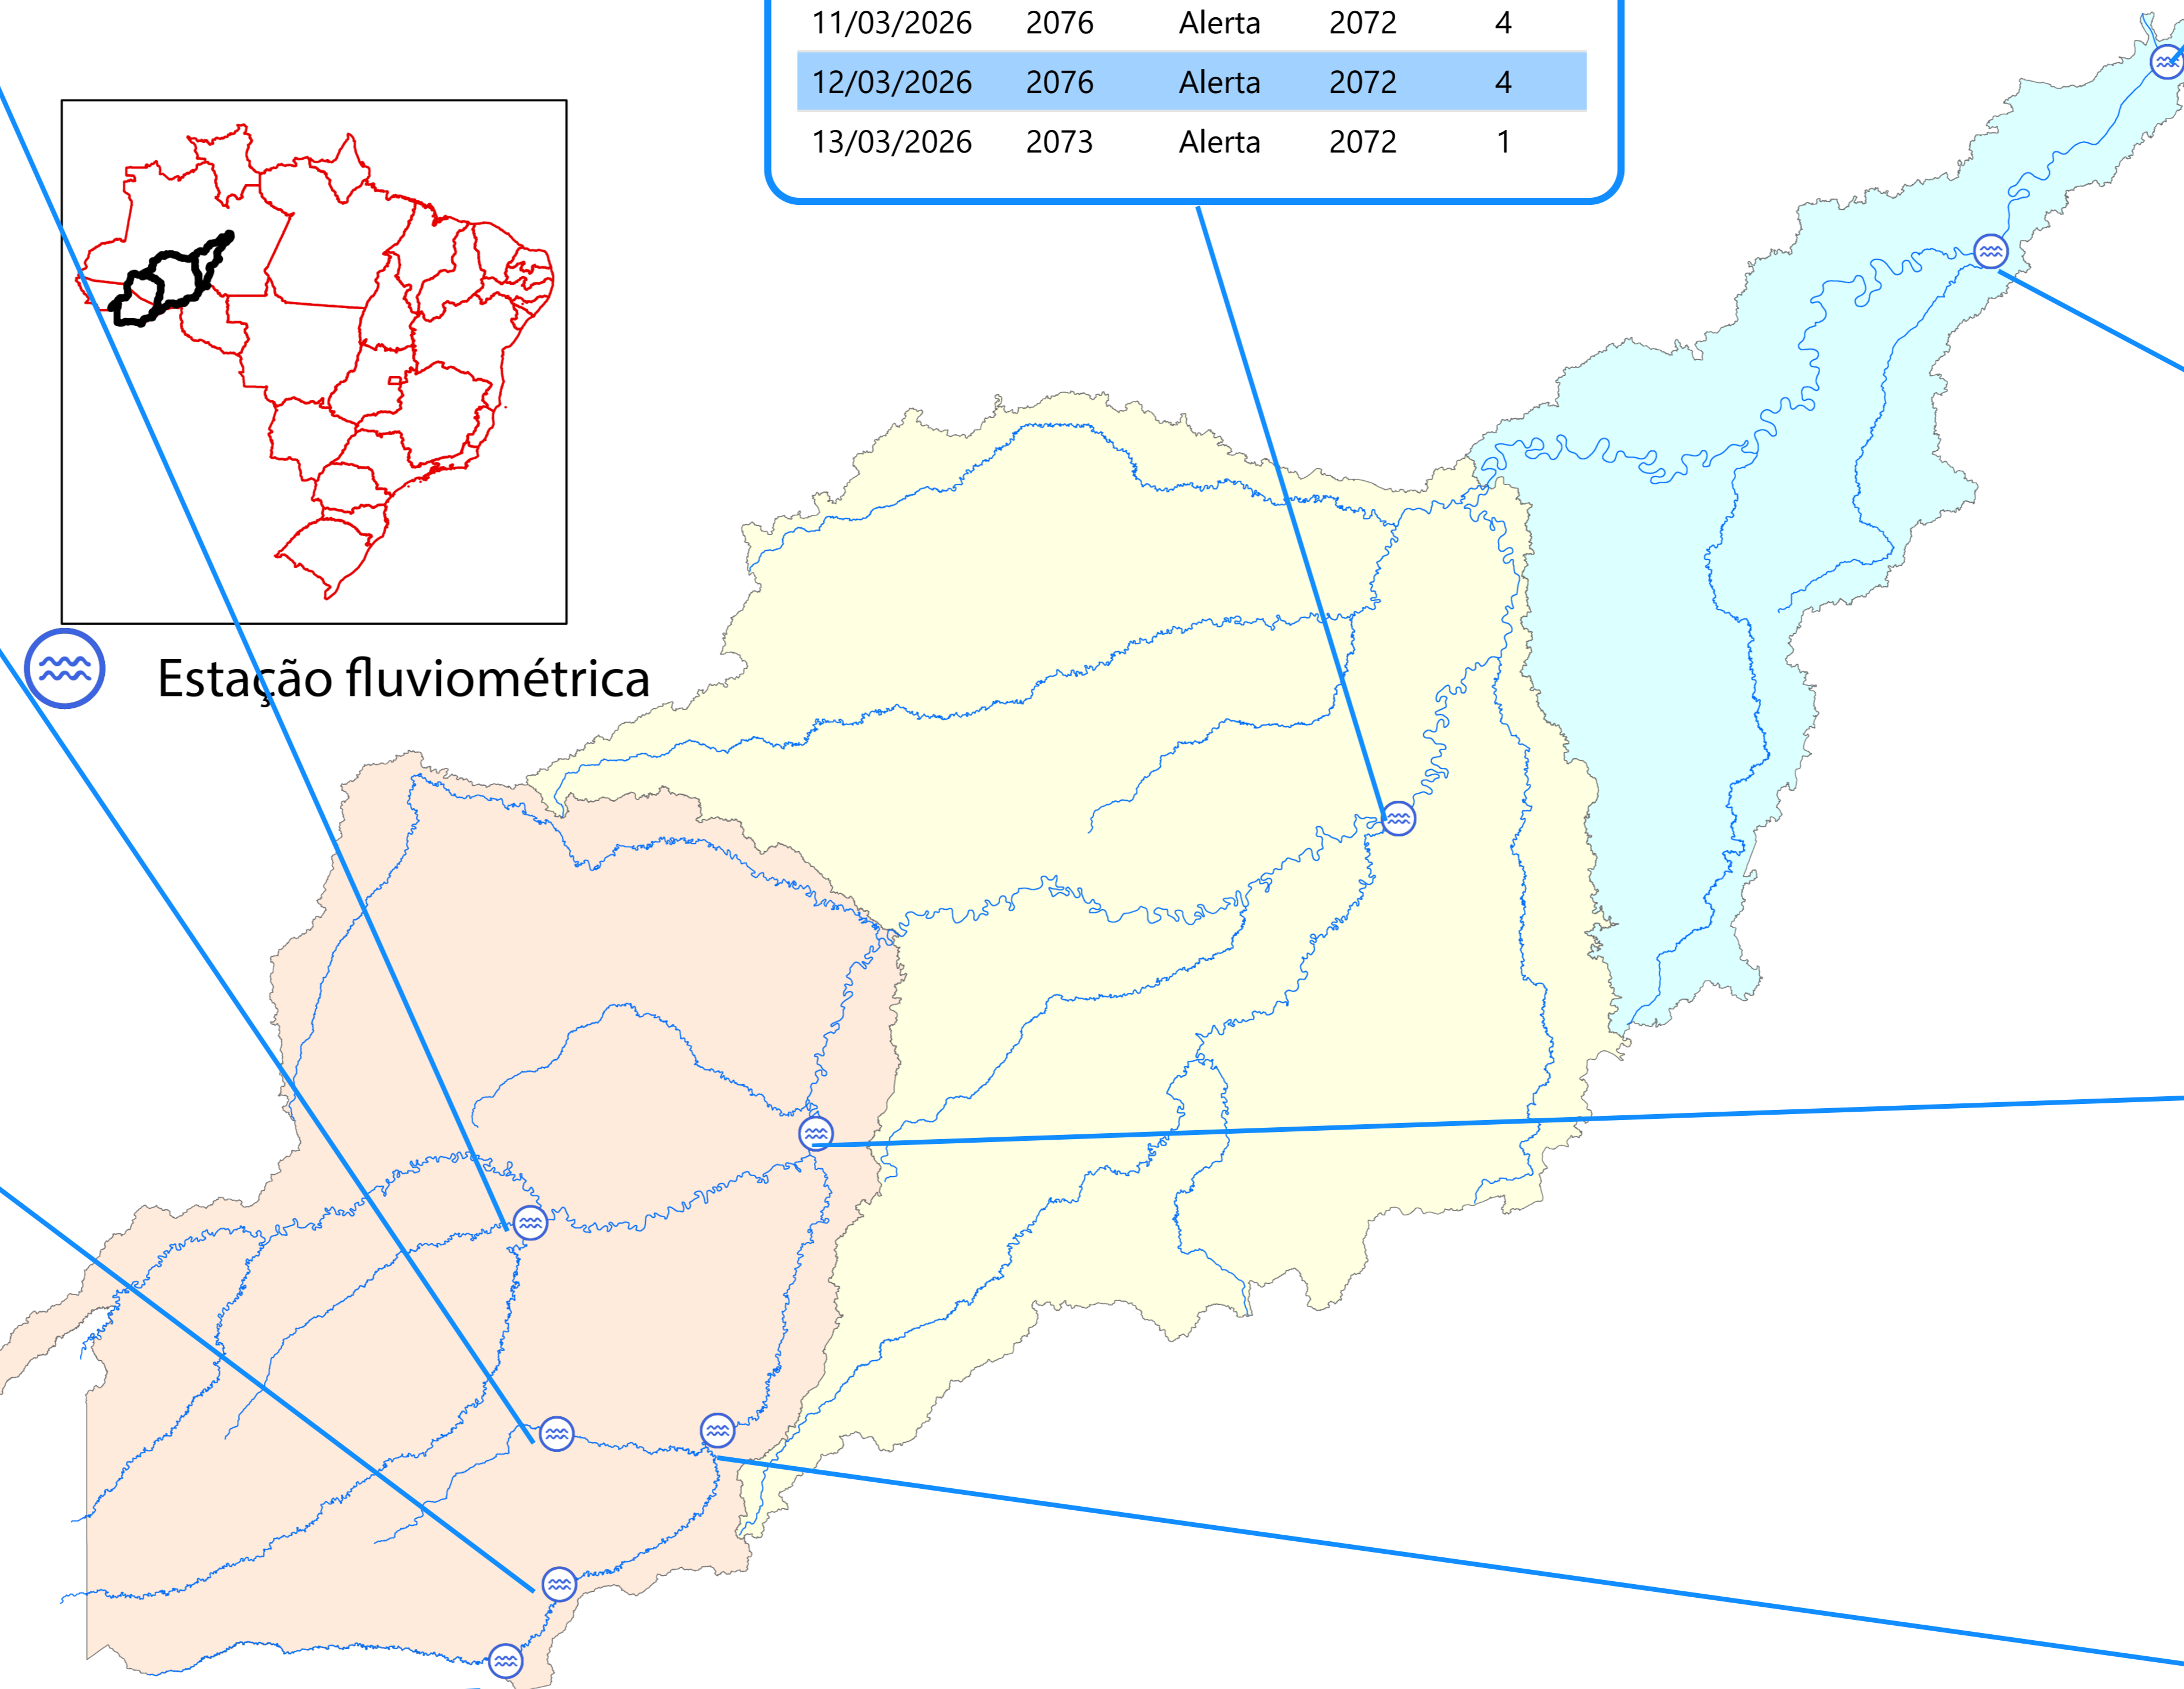 11/03/2026 2076 Alerta 2072 4
12/03/2026 2076 Alerta 2072 4
13/03/2026 2073 Alerta 2072 1
Estação fluviométrica